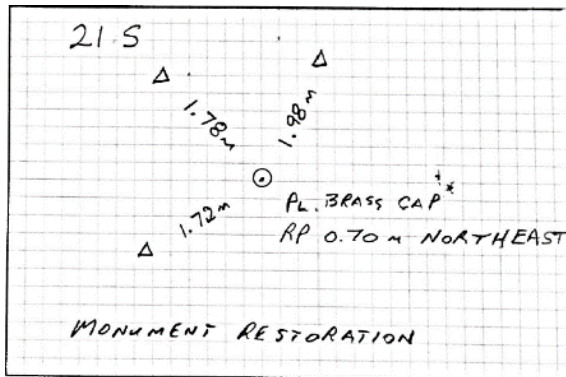 21 S
1.78m
1.98m
1.72m
PL. BRASS CAP
RP 0.70 m NORTHEAST
MONUMENT RESTORATION